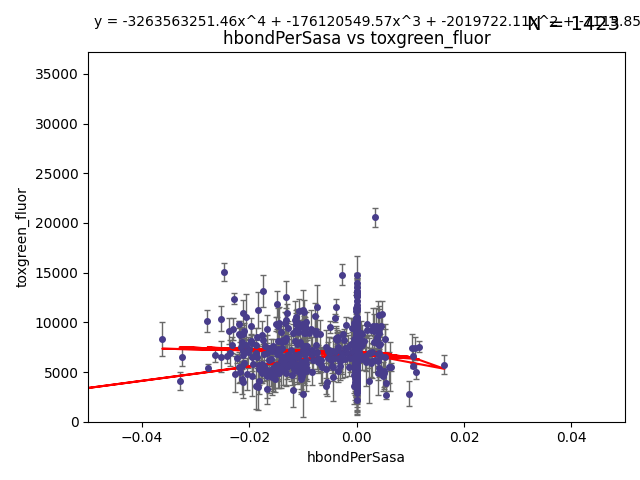 y = -3263563251.46x^4 + -176120549.57x^3 + -2019722.11x^2 +
N = 1423
hbondPerSasa vs toxgreen_fluor
35000
30000
25000
20000
15000
10000
5000
0
toxgreen_fluor
-0.04 -0.02 0.00 0.02 0.04
hbondPerSasa